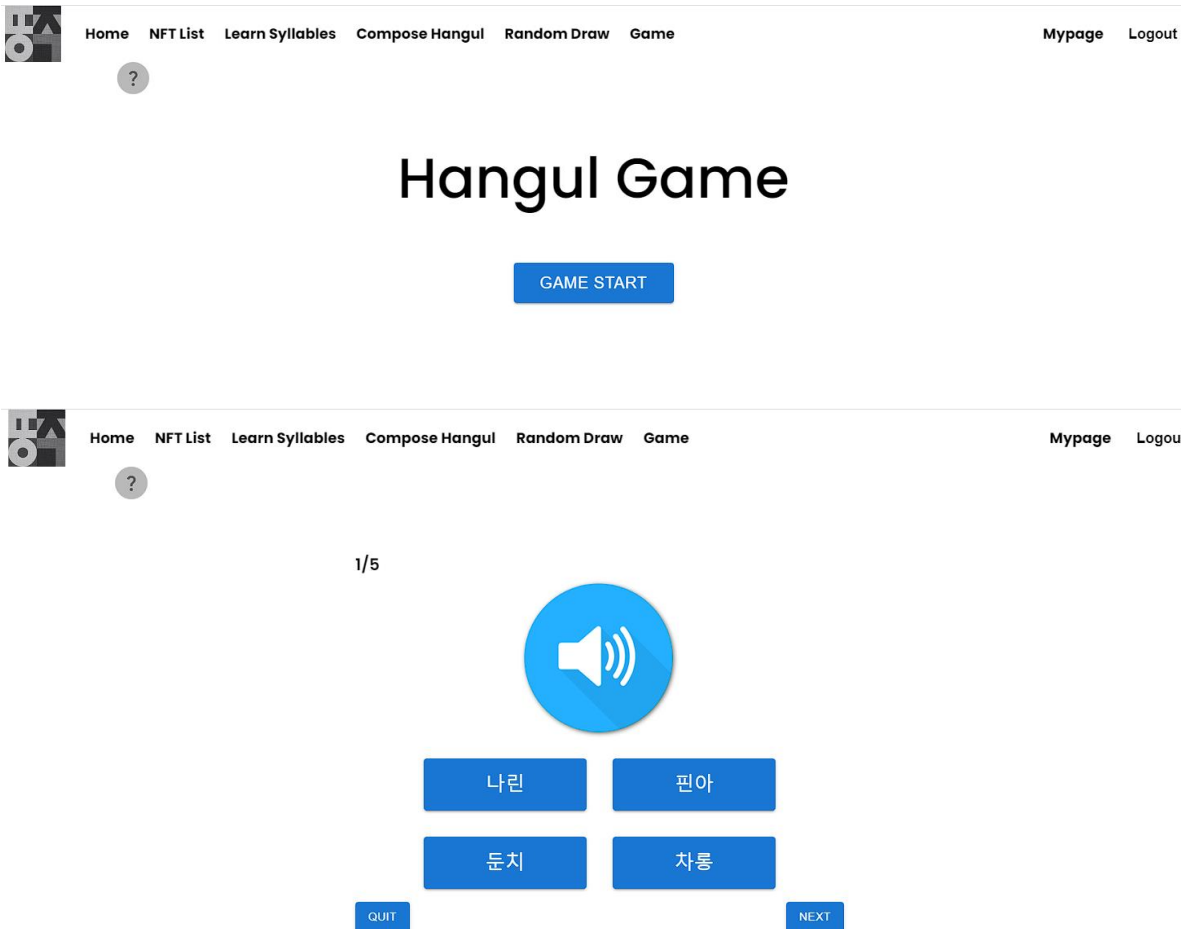 Home NFT List Learn Syllables Compose Hangul Random Draw Game Mypage Logout
?
Hangul Game
GAME START
Home NFT List Learn Syllables Compose Hangul Random Draw Game Mypage Logou
?
1/5
나린 핀아
둔치 차롱
QUIT NEXT